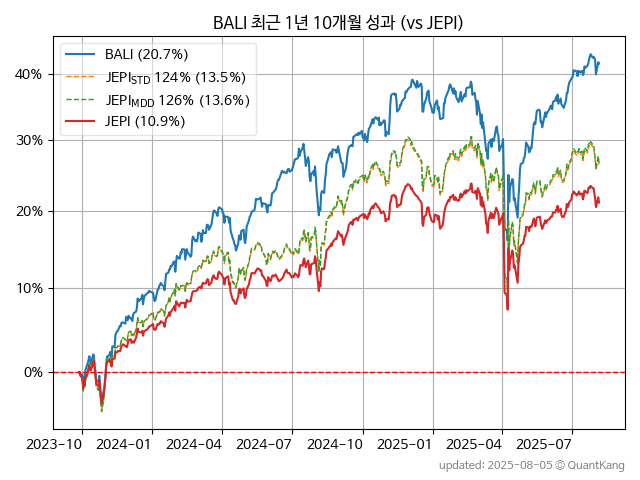 BALI 최근 1년 10개월 성과 (vs JEPI)
BALI (20.7%)
JEPI_STD 124% (13.5%)
JEPI_MDD 126% (13.6%)
JEPI (10.9%)
40%
30%
20%
10%
0%
2023-10 2024-01 2024-04 2024-07 2024-10 2025-01 2025-04 2025-07
updated: 2025-08-05 © QuantKang